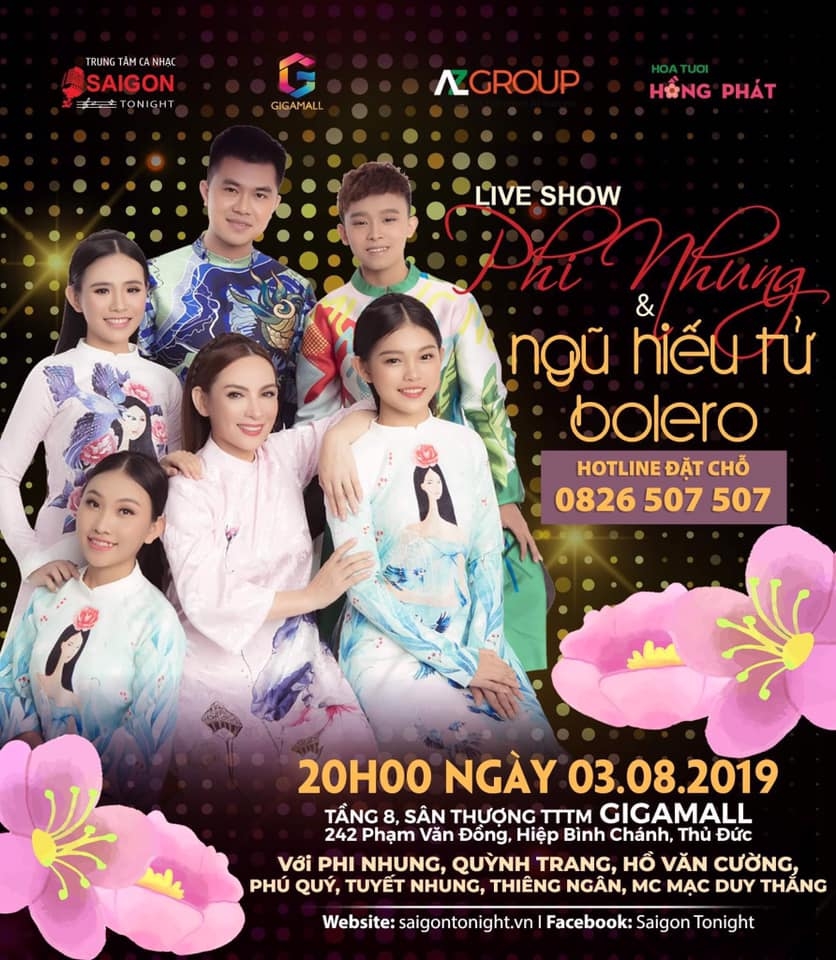 TRUNG TÂM CA NHẠC
SAIGON
TONIGHT
GIGAMALL
AZGROUP
HOA TƯƠI
HỒNG PHÁT
LIVE SHOW
Phi Nhung
&
ngũ hiếu tử
bolero
HOTLINE ĐẶT CHỖ
0826 507 507
20H00 NGÀY 03.08.2019
TẦNG 8, SÂN THƯỢNG TTTM GIGAMALL
242 Phạm Văn Đồng, Hiệp Bình Chánh, Thủ Đức
Với PHI NHUNG, QUỲNH TRANG, HỒ VĂN CƯỜNG,
PHÚ QUÝ, TUYẾT NHUNG, THIÊNG NGÂN, MC MẠC DUY THẮNG
Website: saigontonight.vn I Facebook: Saigon Tonight